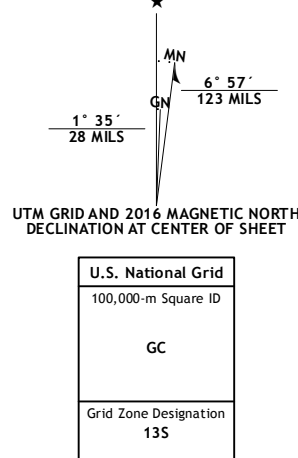 ★
MN
GN
6° 57´
123 MILS
1° 35´
28 MILS
UTM GRID AND 2016 MAGNETIC NORTH
DECLINATION AT CENTER OF SHEET
U.S. National Grid
100,000-m Square ID
GC
Grid Zone Designation
13S